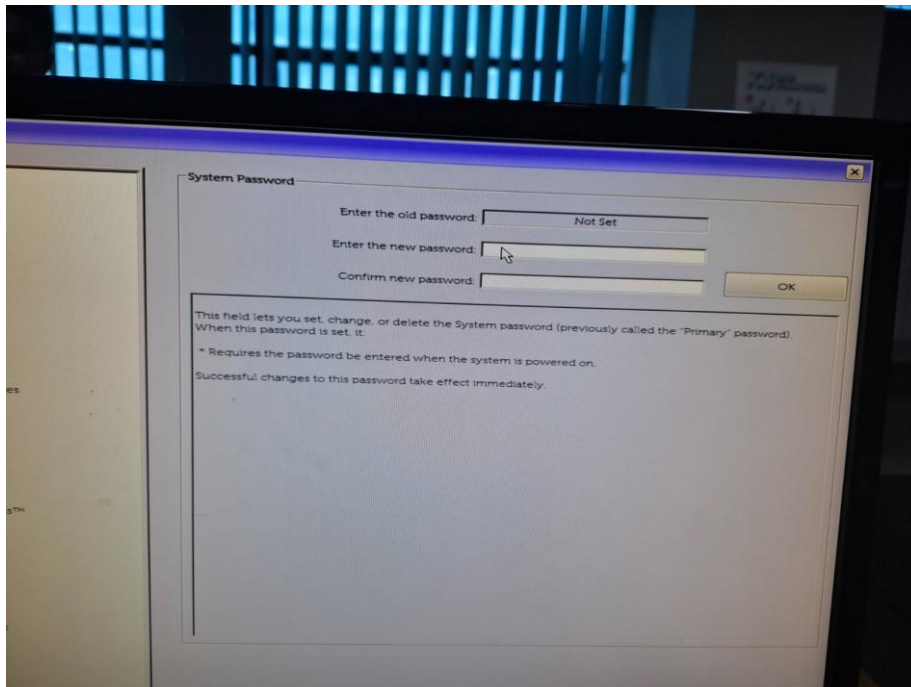 System Password
Enter the old password:
Not Set
Enter the new password:
Confirm new password:
OK
This field lets you set, change, or delete the System password (previously called the "Primary" password).
When this password is set, it:
* Requires the password be entered when the system is powered on.
Successful changes to this password take effect immediately.
es
s™